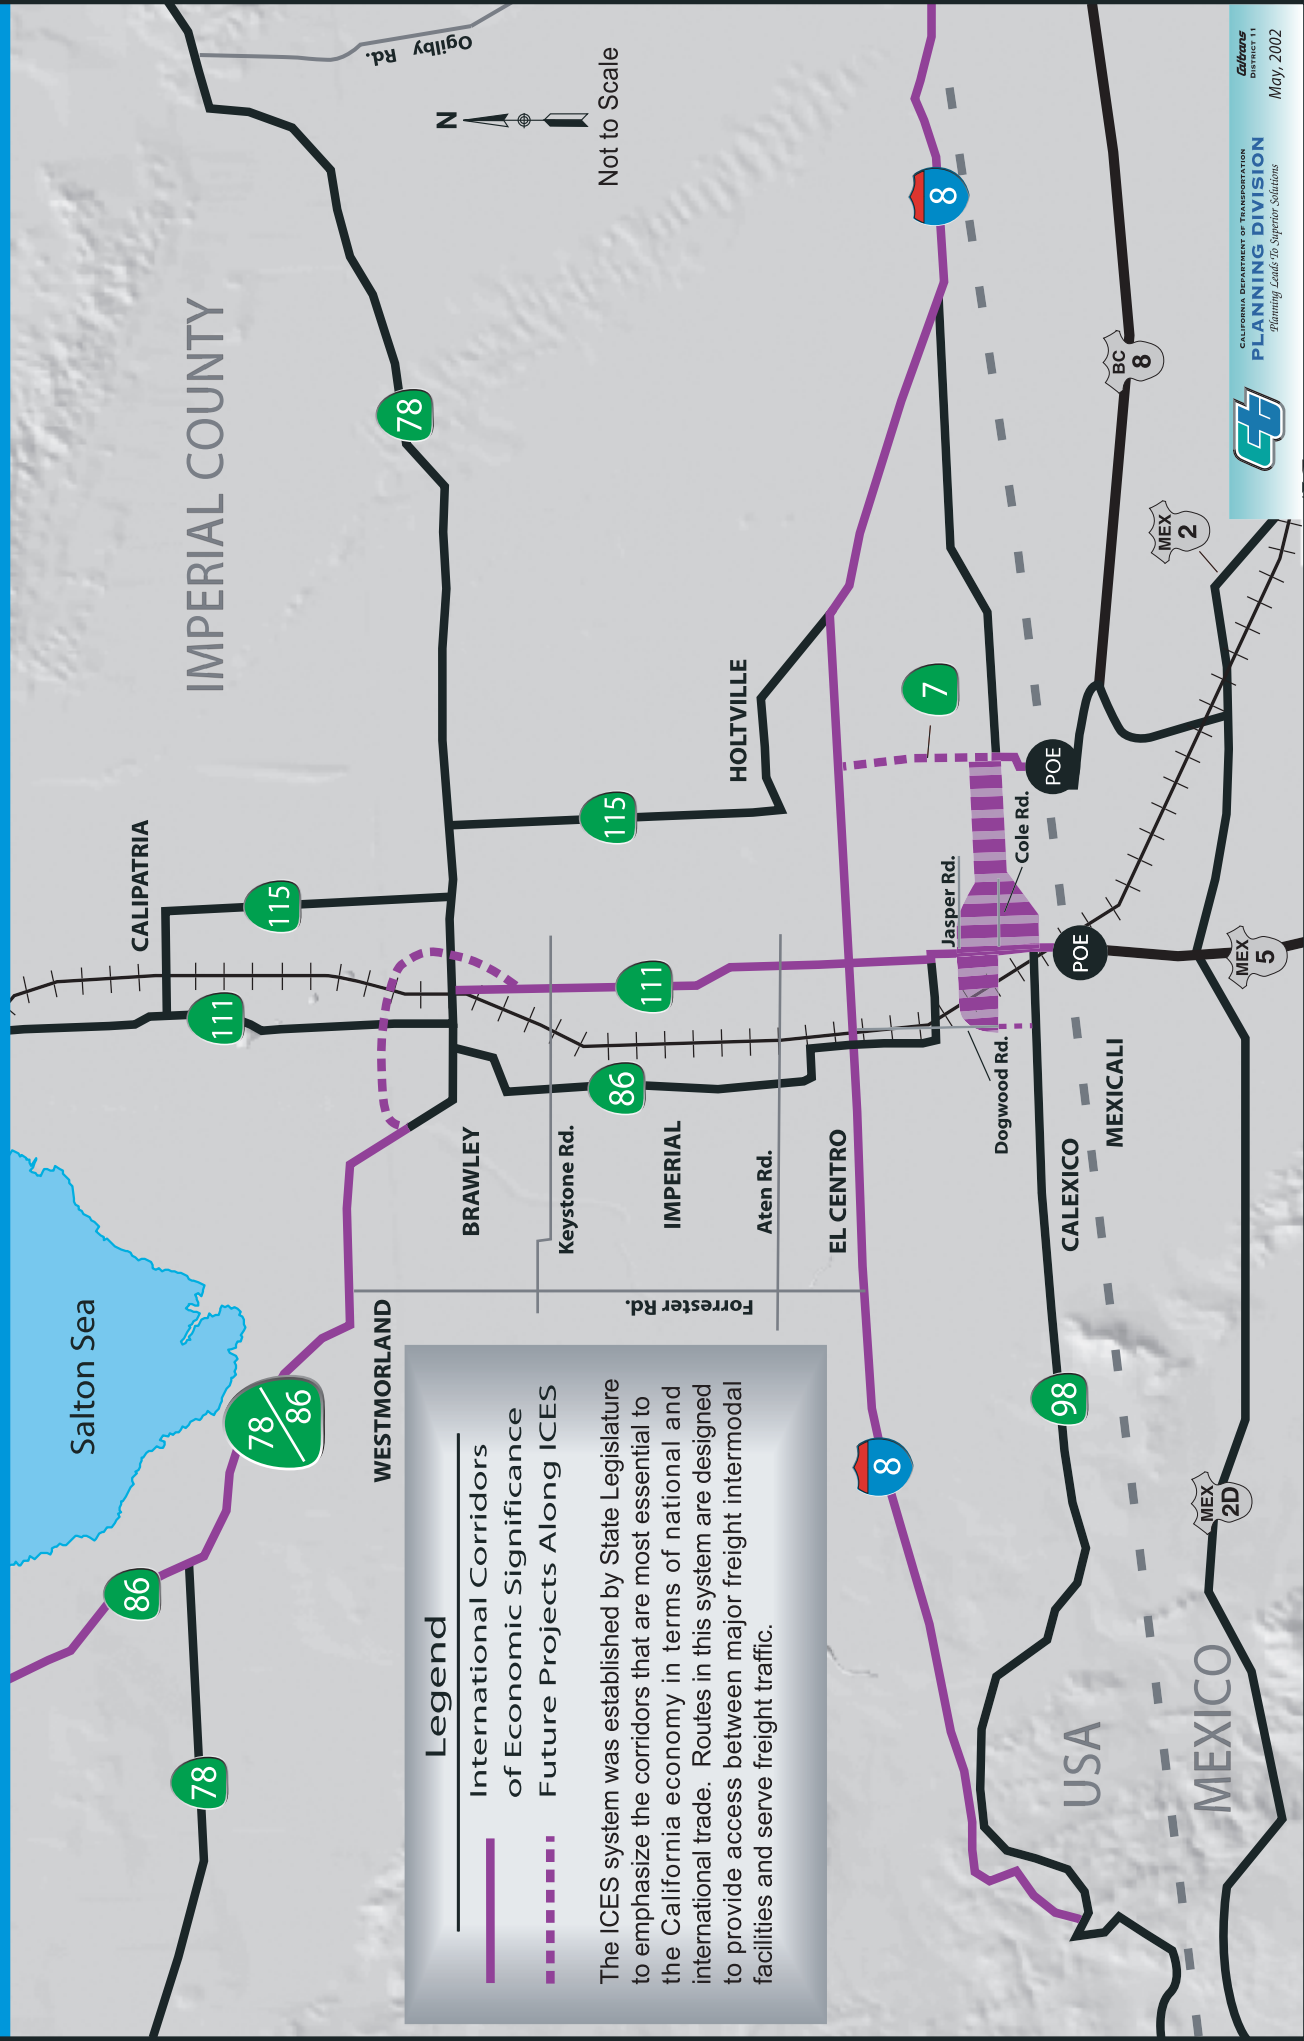 Salton Sea
IMPERIAL COUNTY
CALIPATRIA
Ogilby Rd.
N
Not to Scale
86
78
86
78
78
111
115
78
WESTMORLAND
BRAWLEY
Keystone Rd.
IMPERIAL
Aten Rd.
Forrester Rd.
86
111
115
HOLTVILLE
EL CENTRO
8
7
8
Jasper Rd.
Cole Rd.
Dogwood Rd.
POE
POE
CALEXICO
MEXICALI
98
USA
MEXICO
MEX
2D
MEX
5
MEX
2
BC
8
Legend
International Corridors
of Economic Significance
Future Projects Along ICES
The ICES system was established by State Legislature
to emphasize the corridors that are most essential to
the California economy in terms of national and
international trade. Routes in this system are designed
to provide access between major freight intermodal
facilities and serve freight traffic.
CALIFORNIA DEPARTMENT OF TRANSPORTATION
PLANNING DIVISION
Planning Leads To Superior Solutions
Caltrans
DISTRICT 11
May, 2002
ct